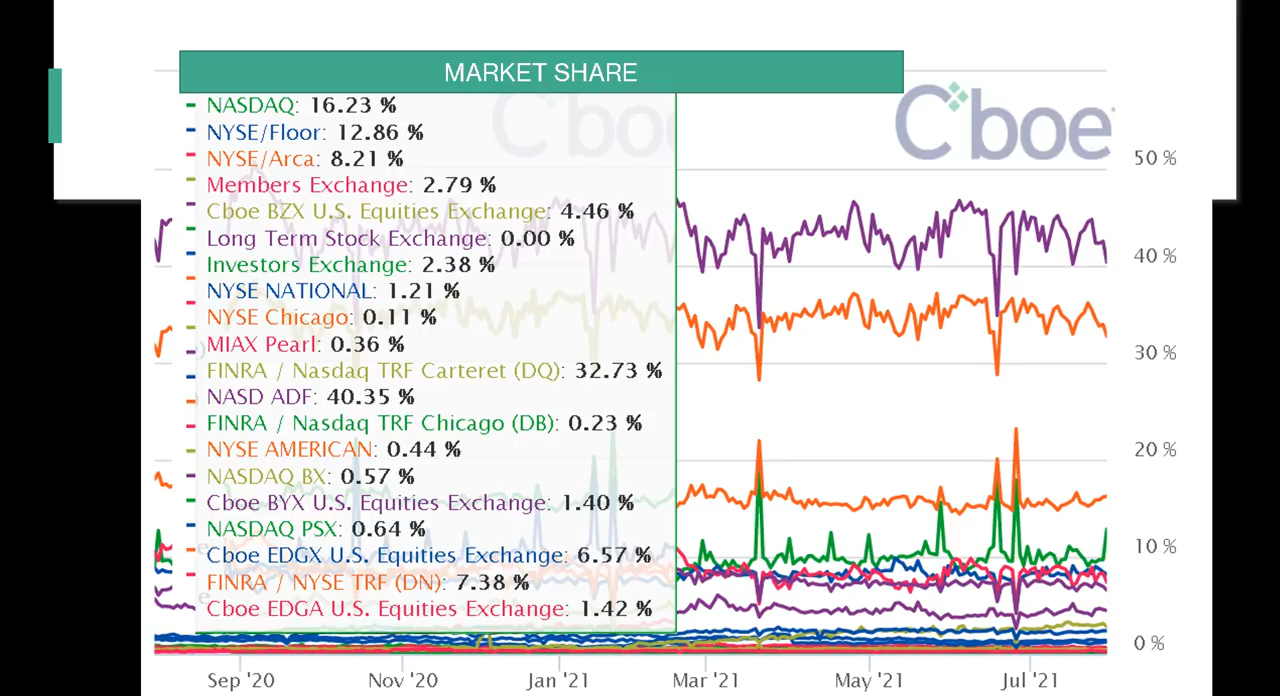 MARKET SHARE
NASDAQ: 16.23 %
NYSE/Floor: 12.86 %
NYSE/Arca: 8.21 %
Members Exchange: 2.79 %
Cboe BZX U.S. Equities Exchange: 4.46 %
Long Term Stock Exchange: 0.00 %
Investors Exchange: 2.38 %
NYSE NATIONAL: 1.21 %
NYSE Chicago: 0.11 %
MIAX Pearl: 0.36 %
FINRA / Nasdaq TRF Carteret (DQ): 32.73 %
NASD ADF: 40.35 %
FINRA / Nasdaq TRF Chicago (DB): 0.23 %
NYSE AMERICAN: 0.44 %
NASDAQ BX: 0.57 %
Cboe BYX U.S. Equities Exchange: 1.40 %
NASDAQ PSX: 0.64 %
Cboe EDGX U.S. Equities Exchange: 6.57 %
FINRA / NYSE TRF (DN): 7.38 %
Cboe EDGA U.S. Equities Exchange: 1.42 %
Cboe
Cboe
50 %
40 %
30 %
20 %
10 %
0 %
Sep '20
Nov '20
Jan '21
Mar '21
May '21
Jul '21